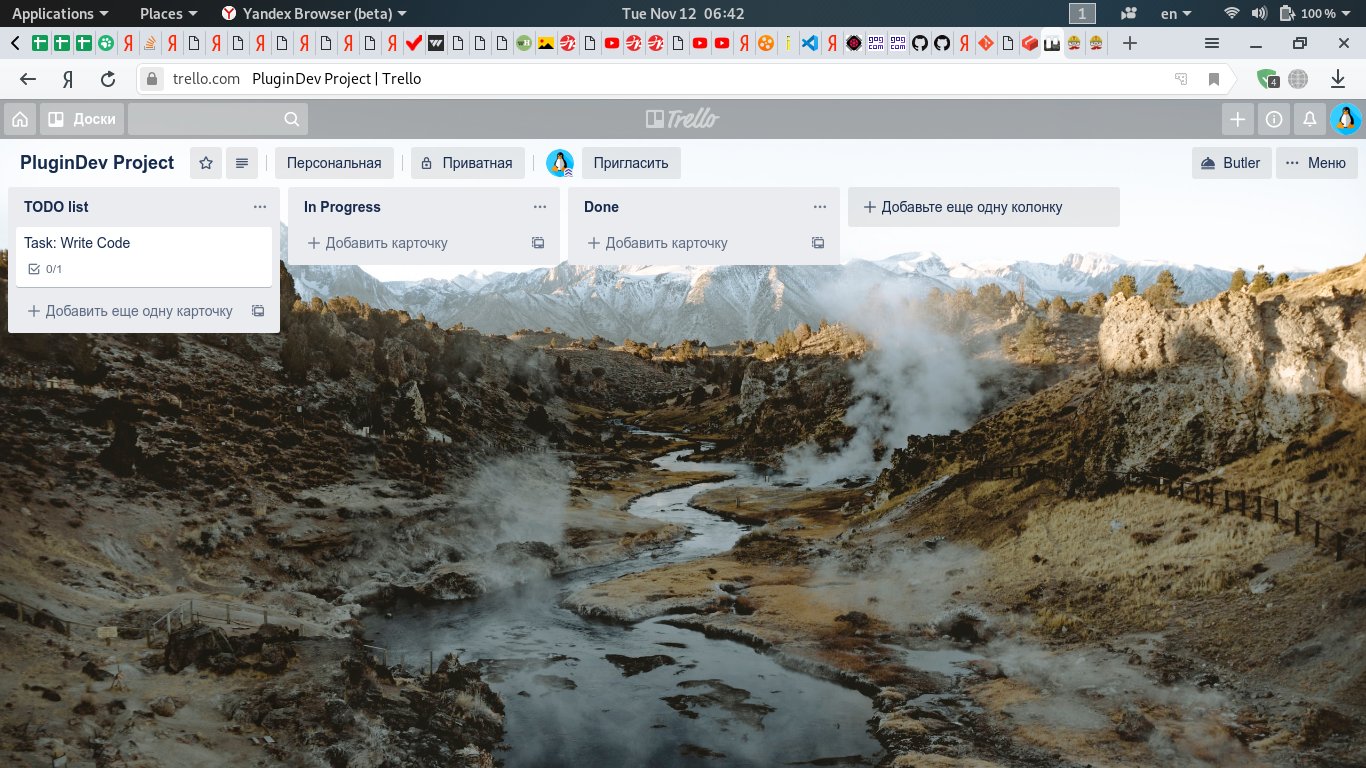 Applications Places Yandex Browser (beta) Tue Nov 12 06:42 1 en 100 %
trello.com PluginDev Project | Trello 4
Доски Trello
PluginDev Project Персональная Приватная Пригласить Butler Меню
TODO list In Progress Done Добавьте еще одну колонку
Task: Write Code Добавить карточку Добавить карточку
0/1
Добавить еще одну карточку